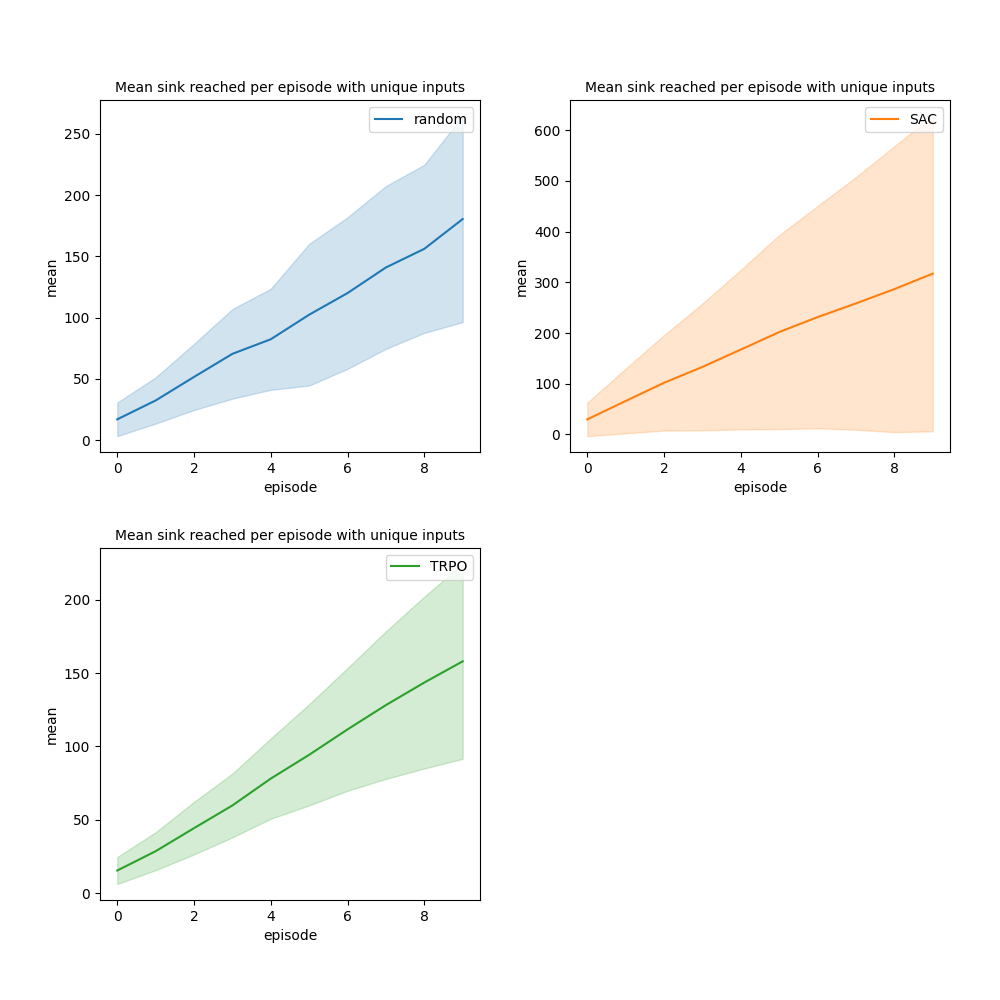 Mean sink reached per episode with unique inputs
random
250
200
150
100
50
0
mean
0 2 4 6 8
episode
Mean sink reached per episode with unique inputs
SAC
600
500
400
300
200
100
0
mean
0 2 4 6 8
episode
Mean sink reached per episode with unique inputs
TRPO
200
150
100
50
0
mean
0 2 4 6 8
episode